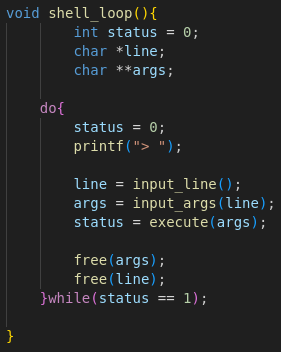 void shell_loop(){
        int status = 0;
        char *line;
        char **args;

    do{
        status = 0;
        printf("> ");

        line = input_line();
        args = input_args(line);
        status = execute(args);

        free(args);
        free(line);
    }while(status == 1);

}